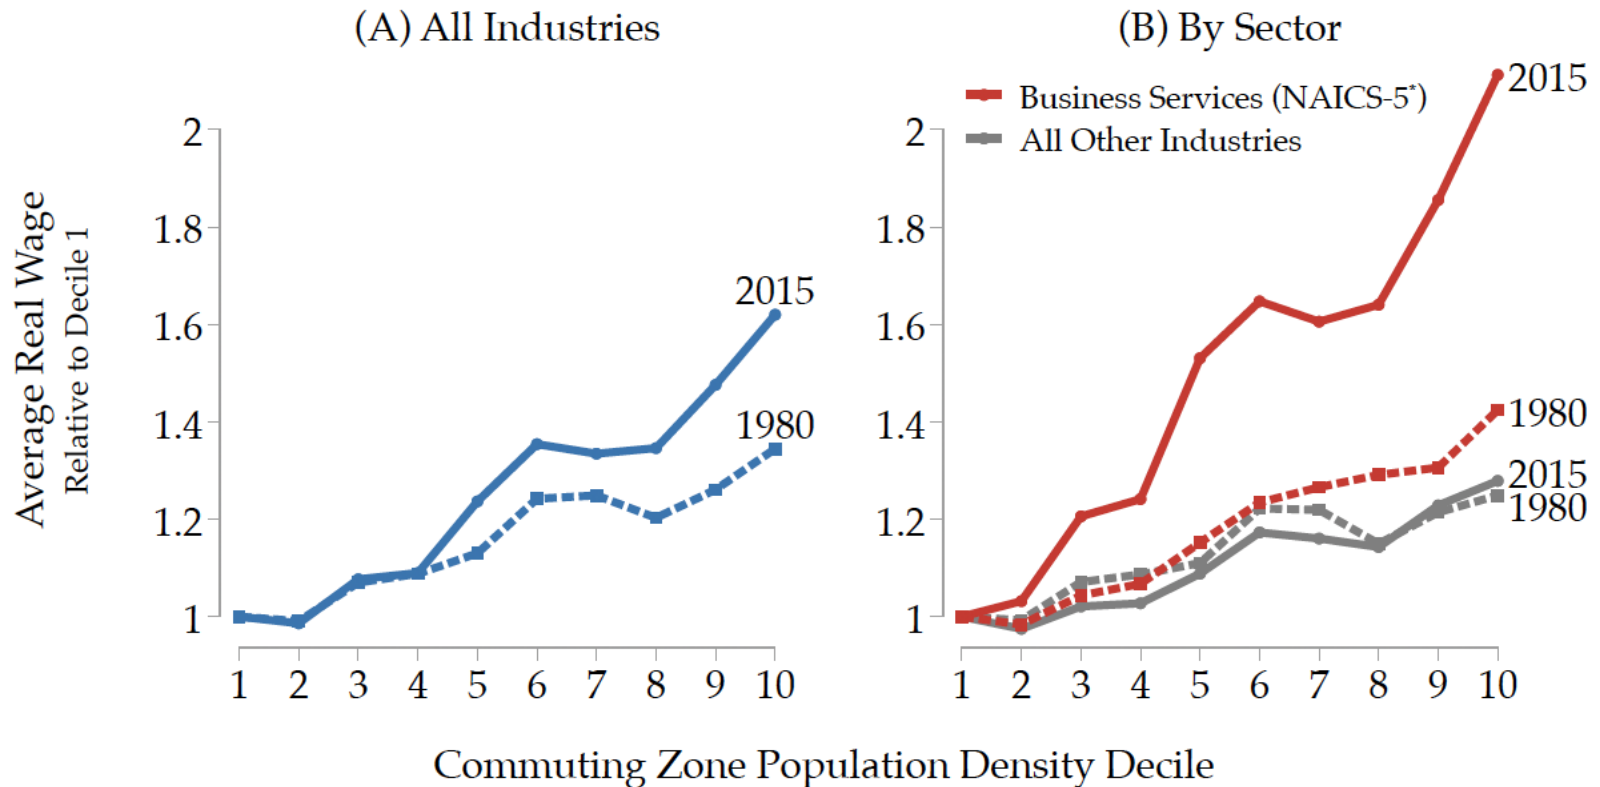 (A) All Industries
(B) By Sector
Average Real Wage
Relative to Decile 1
2
1.8
1.6
1.4
1.2
1
2015
1980
1 2 3 4 5 6 7 8 9 10
Business Services (NAICS-5*)
All Other Industries
2
1.8
1.6
1.4
1.2
1
2015
1980
2015
1980
1 2 3 4 5 6 7 8 9 10
Commuting Zone Population Density Decile